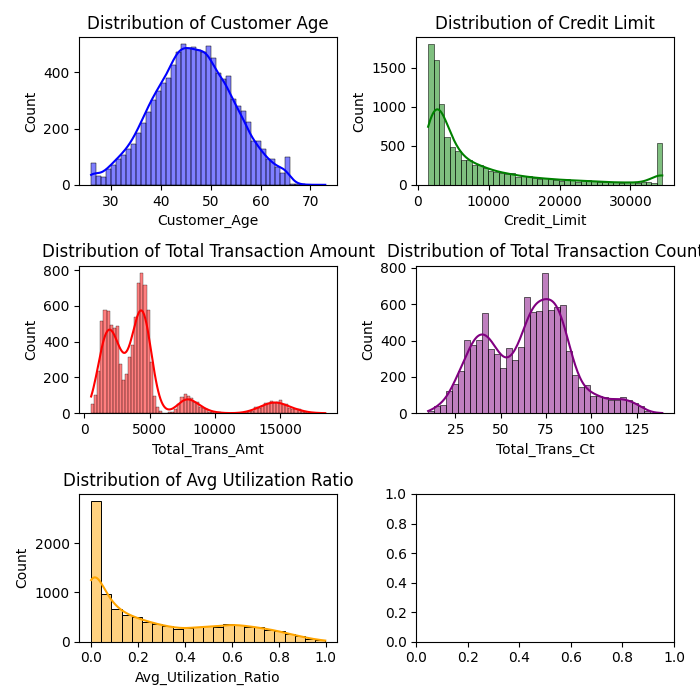 Distribution of Customer Age
Count
400
200
0
30 40 50 60 70
Customer_Age
Distribution of Credit Limit
Count
1500
1000
500
0
0 10000 20000 30000
Credit_Limit
Distribution of Total Transaction Amount
Count
800
600
400
200
0
0 5000 10000 15000
Total_Trans_Amt
Distribution of Total Transaction Count
Count
800
600
400
200
0
25 50 75 100 125
Total_Trans_Ct
Distribution of Avg Utilization Ratio
Count
2000
1000
0
0.0 0.2 0.4 0.6 0.8 1.0
Avg_Utilization_Ratio
1.0
0.8
0.6
0.4
0.2
0.0
0.0 0.2 0.4 0.6 0.8 1.0